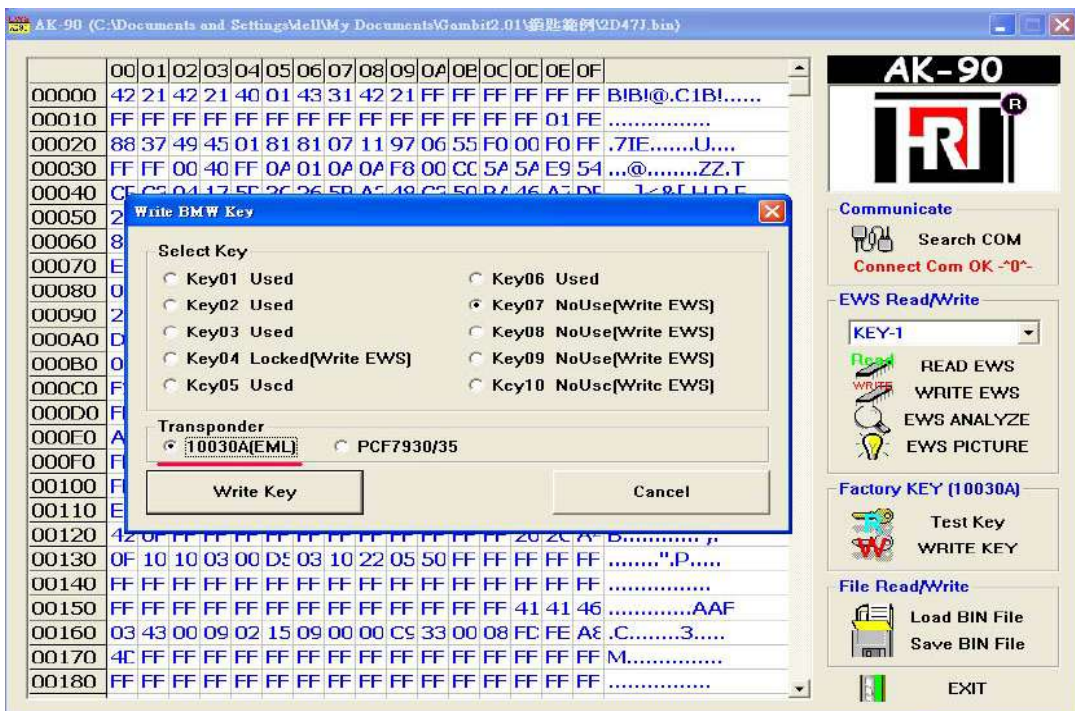 AK-90 (C:\Documents and Settings\dell\My Documents\Gambit2.01\鑰匙範例\2D47J.bin)
00 01 02 03 04 05 06 07 08 09 0A 0B 0C 0D 0E 0F
00000 42 21 42 21 40 01 43 31 42 21 FF FF FF FF FF FF B!B!@.C1B!......
00010 FF FF FF FF FF FF FF FF FF FF FF FF FF FF 01 FE ................
00020 88 37 49 45 01 81 81 07 11 97 06 55 F0 00 F0 FF .7IE.......U....
00030 FF FF 00 40 FF 0A 01 0A 0A F8 00 CC 5A 5A E9 54 ...@........ZZ.T
00040
00050 2
00060 8
00070 E
00080 0
00090 2
000A0 D
000B0 0
000C0 F
000D0 F
000E0 A
000F0 F
00100 F
00110 E
00120
00130 0F 10 10 03 00 D5 03 10 22 05 50 FF FF FF FF FF ........".P.....
00140 FF FF FF FF FF FF FF FF FF FF FF FF FF FF FF FF ................
00150 FF FF FF FF FF FF FF FF FF FF FF FF FF 41 41 46 .............AAF
00160 03 43 00 09 02 15 09 00 00 C9 33 00 08 FD FE A8 .C........3.....
00170 4D FF FF FF FF FF FF FF FF FF FF FF FF FF FF FF M...............
00180 FF FF FF FF FF FF FF FF FF FF FF FF FF FF FF FF ................
Write BMW Key
Select Key
Key01 Used
Key02 Used
Key03 Used
Key04 Locked(Write EWS)
Key05 Used
Key06 Used
Key07 NoUse(Write EWS)
Key08 NoUse(Write EWS)
Key09 NoUse(Write EWS)
Key10 NoUse(Write EWS)
Transponder
10030A(EML)
PCF7930/35
Write Key
Cancel
AK-90
HRT ®
Communicate
Search COM
Connect Com OK -^0^-
EWS Read/Write
KEY-1
Read
READ EWS
WRITE
WRITE EWS
EWS ANALYZE
EWS PICTURE
Factory KEY (10030A)
R
Test Key
W
WRITE KEY
File Read/Write
Load BIN File
Save BIN File
EXIT